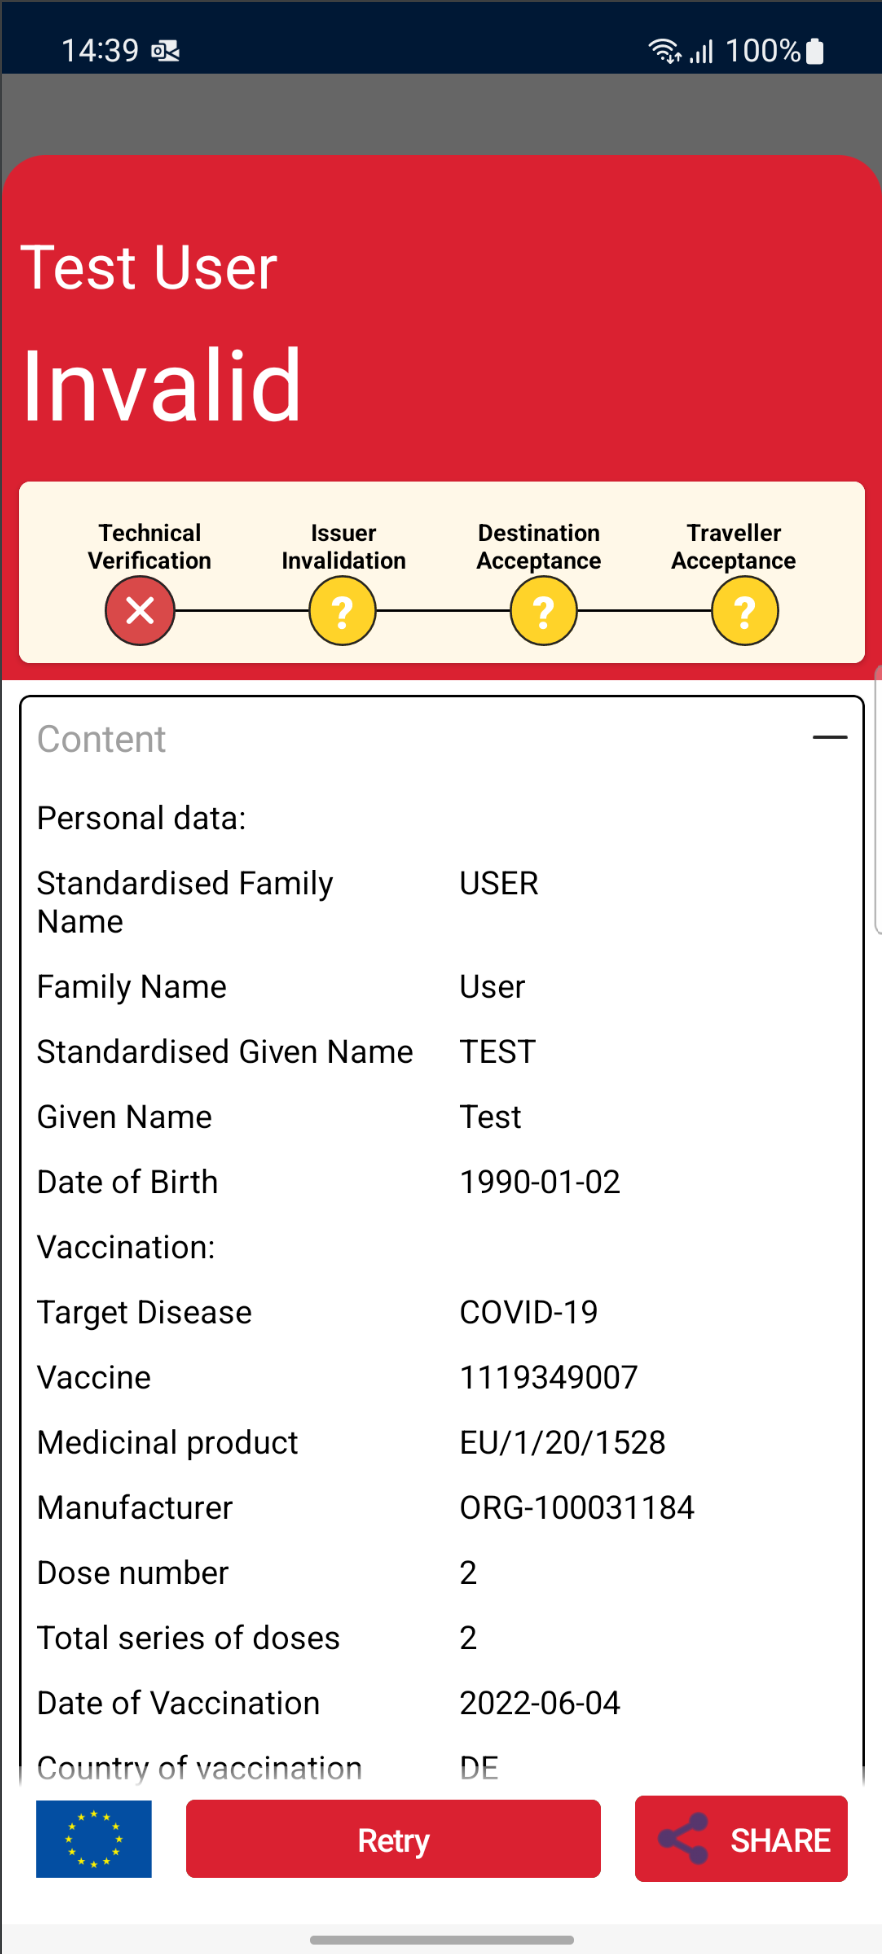 14:39
100%
Test User
Invalid
Technical Verification
Issuer Invalidation
Destination Acceptance
Traveller Acceptance
?
?
?
Content
Personal data:
Standardised Family Name USER
Family Name User
Standardised Given Name TEST
Given Name Test
Date of Birth 1990-01-02
Vaccination:
Target Disease COVID-19
Vaccine 1119349007
Medicinal product EU/1/20/1528
Manufacturer ORG-100031184
Dose number 2
Total series of doses 2
Date of Vaccination 2022-06-04
Country of vaccination DE
Retry
SHARE